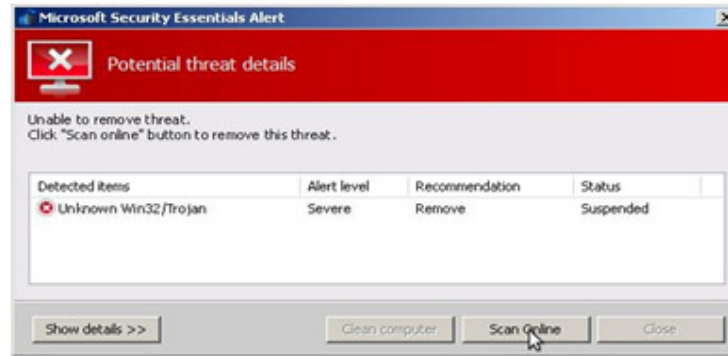 Microsoft Security Essentials Alert
Potential threat details
Unable to remove threat.
Click "Scan online" button to remove this threat.
Detected items Alert level Recommendation Status
Unknown Win32/Trojan Severe Remove Suspended
Show details >> Clean computer Scan Online Close